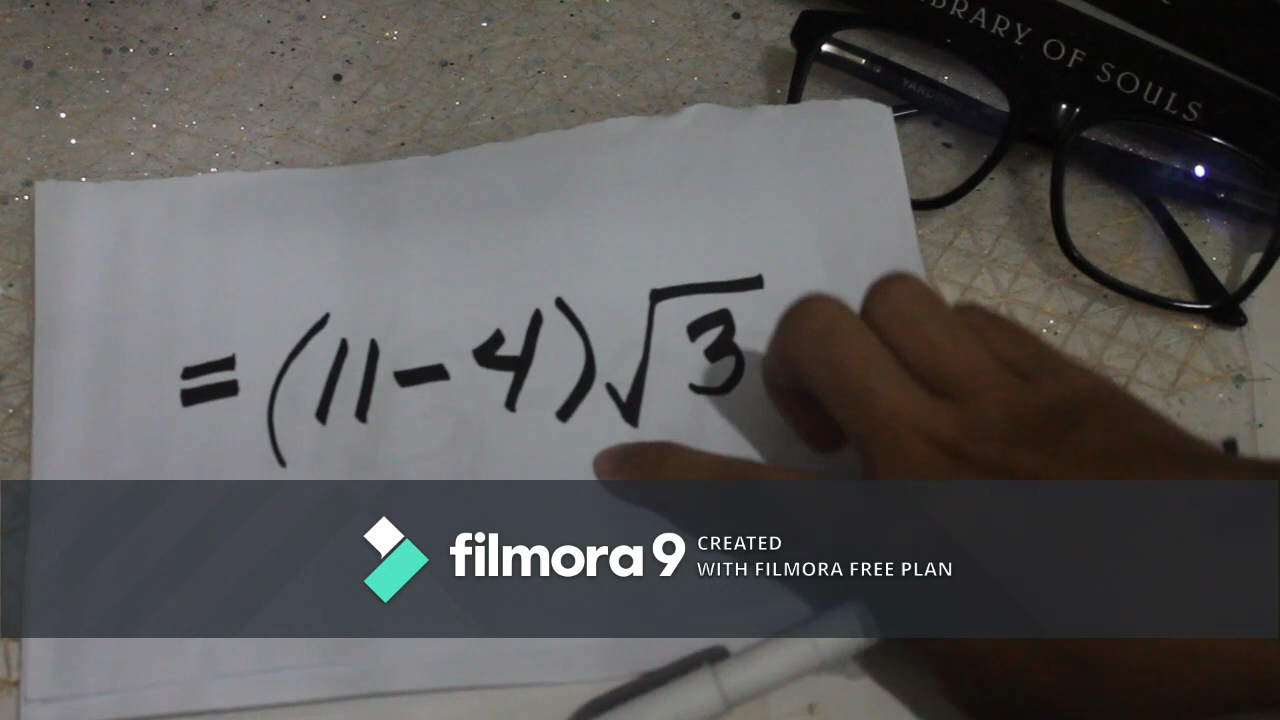 LIBRARY OF SOULS
= (11-4)√3
filmora9 CREATED
WITH FILMORA FREE PLAN